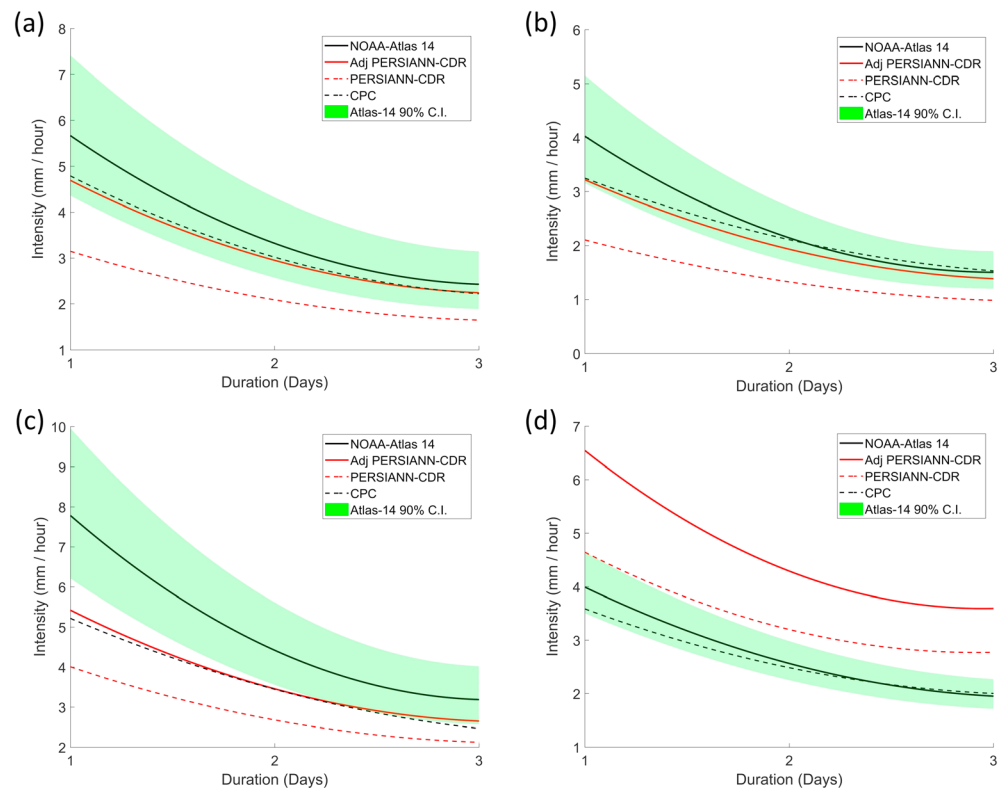 (a)
8
7
6
5
4
3
2
1
Intensity (mm / hour)
1
2
3
Duration (Days)
NOAA-Atlas 14
Adj PERSIANN-CDR
PERSIANN-CDR
CPC
Atlas-14 90% C.I.
(b)
6
5
4
3
2
1
0
Intensity (mm / hour)
1
2
3
Duration (Days)
NOAA-Atlas 14
Adj PERSIANN-CDR
PERSIANN-CDR
CPC
Atlas-14 90% C.I.
(c)
10
9
8
7
6
5
4
3
2
Intensity (mm / hour)
1
2
3
Duration (Days)
NOAA-Atlas 14
Adj PERSIANN-CDR
PERSIANN-CDR
CPC
Atlas-14 90% C.I.
(d)
7
6
5
4
3
2
1
Intensity (mm / hour)
1
2
3
Duration (Days)
NOAA-Atlas 14
Adj PERSIANN-CDR
PERSIANN-CDR
CPC
Atlas-14 90% C.I.